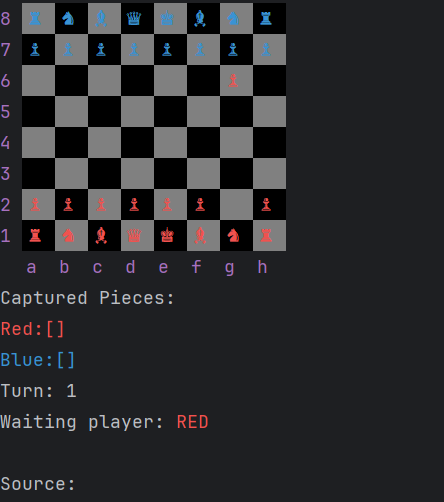 8 ♜ ♞ ♝ ♛ ♛ ♝ ♞ ♜
7 ♟ ♟ ♟ ♟ ♟ ♟ ♟ ♟
6 ♟
5
4
3
2 ♟ ♟ ♟ ♟ ♟ ♟ ♟
1 ♜ ♞ ♝ ♛ ♚ ♝ ♞ ♜
a b c d e f g h
Captured Pieces:
Red:[]
Blue:[]
Turn: 1
Waiting player: RED
Source: